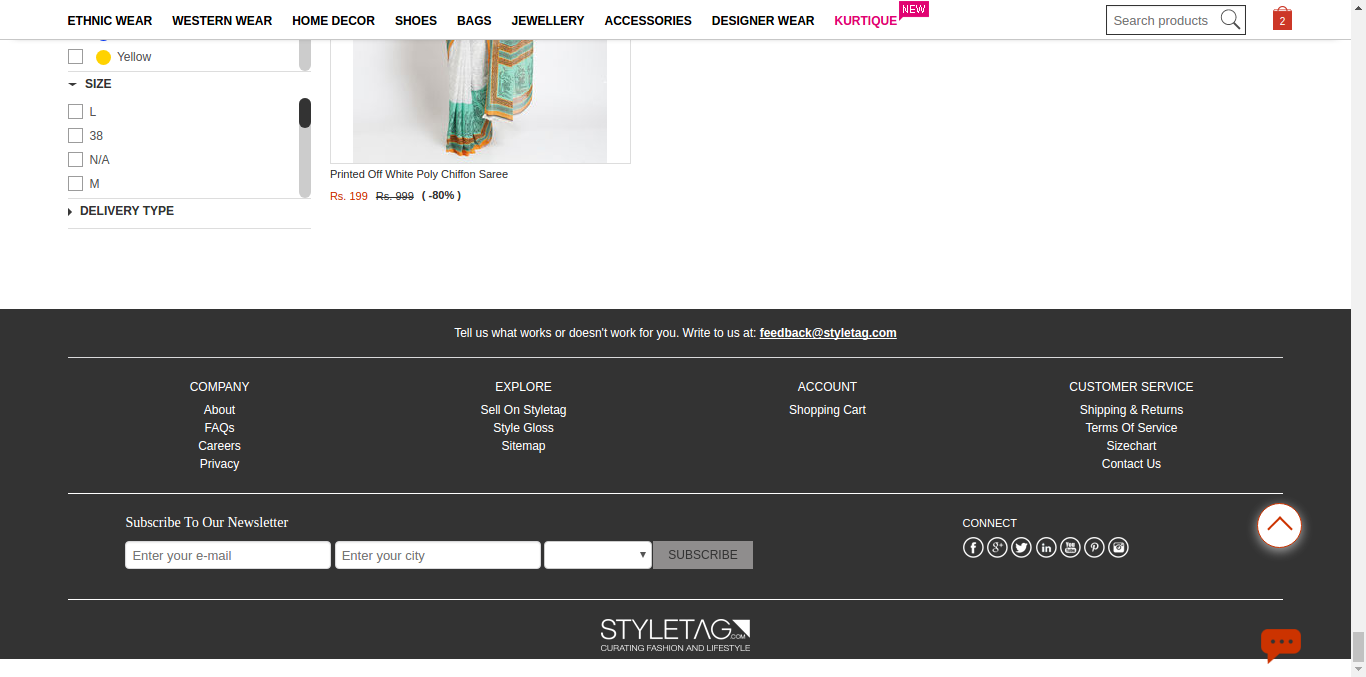 ETHNIC WEAR WESTERN WEAR HOME DECOR SHOES BAGS JEWELLERY ACCESSORIES DESIGNER WEAR KURTIQUE NEW Search products 2
Yellow
SIZE
L
38
N/A
M
DELIVERY TYPE
Printed Off White Poly Chiffon Saree
Rs. 199 Rs. 999 ( -80% )
Tell us what works or doesn't work for you. Write to us at: feedback@styletag.com
COMPANY
About
FAQs
Careers
Privacy
EXPLORE
Sell On Styletag
Style Gloss
Sitemap
ACCOUNT
Shopping Cart
CUSTOMER SERVICE
Shipping & Returns
Terms Of Service
Sizechart
Contact Us
Subscribe To Our Newsletter
Enter your e-mail Enter your city SUBSCRIBE
CONNECT
STYLETAG.COM
CURATING FASHION AND LIFESTYLE